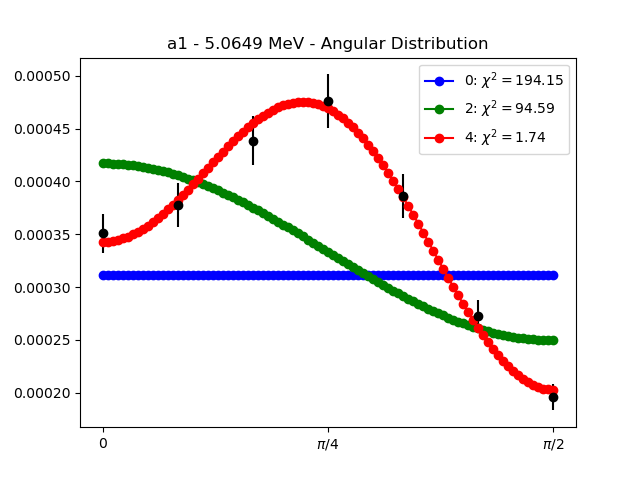 a1 - 5.0649 MeV - Angular Distribution
0.00050
0.00045
0.00040
0.00035
0.00030
0.00025
0.00020
0: χ² = 194.15
2: χ² = 94.59
4: χ² = 1.74
0
π/4
π/2